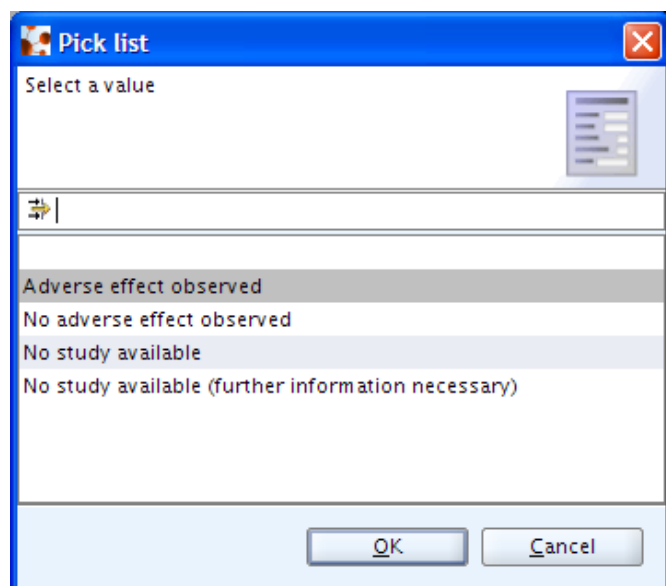 Pick list
Select a value
Adverse effect observed
No adverse effect observed
No study available
No study available (further information necessary)
OK
Cancel